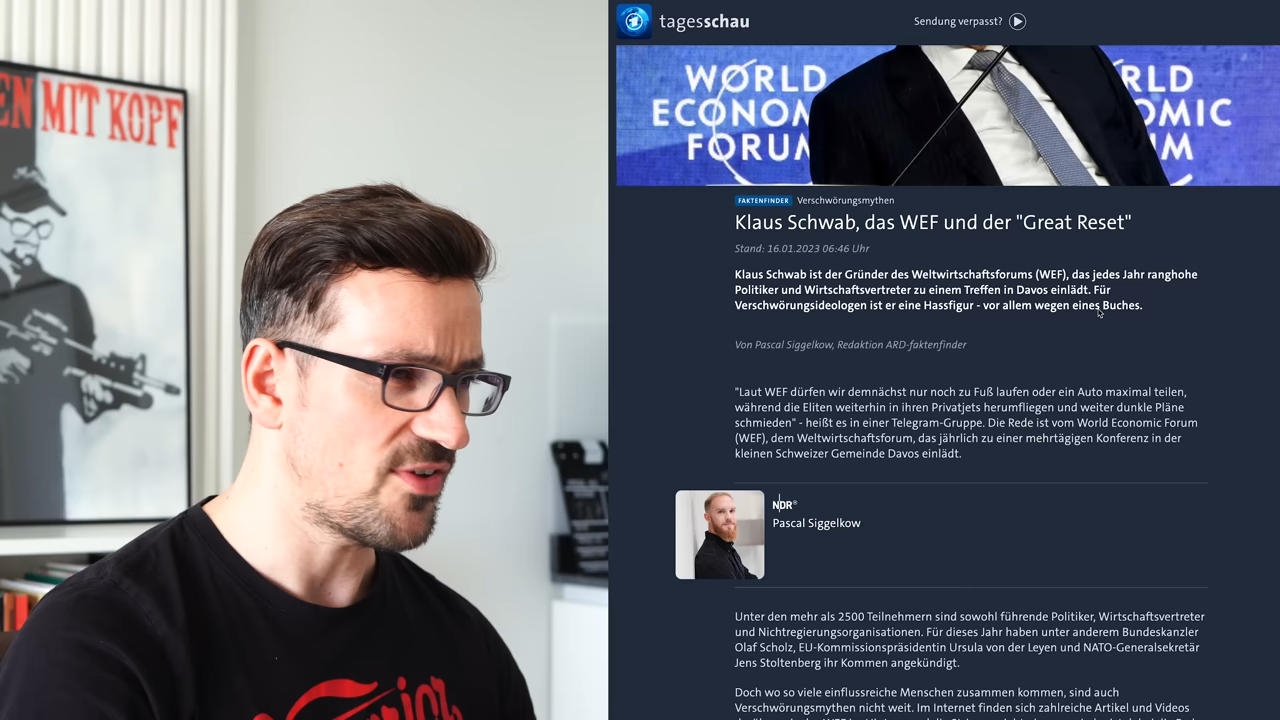 EN MIT KOPF
tagesschau
Sendung verpasst?
WORLD
ECONOM
FORUM
RLD
OMIC
UM
FAKTENFINDER Verschwörungsmythen
Klaus Schwab, das WEF und der "Great Reset"
Stand: 16.01.2023 06:46 Uhr
Klaus Schwab ist der Gründer des Weltwirtschaftsforums (WEF), das jedes Jahr ranghohe
Politiker und Wirtschaftsvertreter zu einem Treffen in Davos einlädt. Für
Verschwörungsideologen ist er eine Hassfigur - vor allem wegen eines Buches.
Von Pascal Siggelkow, Redaktion ARD-faktenfinder
"Laut WEF dürfen wir demnächst nur noch zu Fuß laufen oder ein Auto maximal teilen,
während die Eliten weiterhin in ihren Privatjets herumfliegen und weiter dunkle Pläne
schmieden" - heißt es in einer Telegram-Gruppe. Die Rede ist vom World Economic Forum
(WEF), dem Weltwirtschaftsforum, das jährlich zu einer mehrtägigen Konferenz in der
kleinen Schweizer Gemeinde Davos einlädt.
NDR®
Pascal Siggelkow
Unter den mehr als 2500 Teilnehmern sind sowohl führende Politiker, Wirtschaftsvertreter
und Nichtregierungsorganisationen. Für dieses Jahr haben unter anderem Bundeskanzler
Olaf Scholz, EU-Kommissionspräsidentin Ursula von der Leyen und NATO-Generalsekretär
Jens Stoltenberg ihr Kommen angekündigt.
Doch wo so viele einflussreiche Menschen zusammen kommen, sind auch
Verschwörungsmythen nicht weit. Im Internet finden sich zahlreiche Artikel und Videos